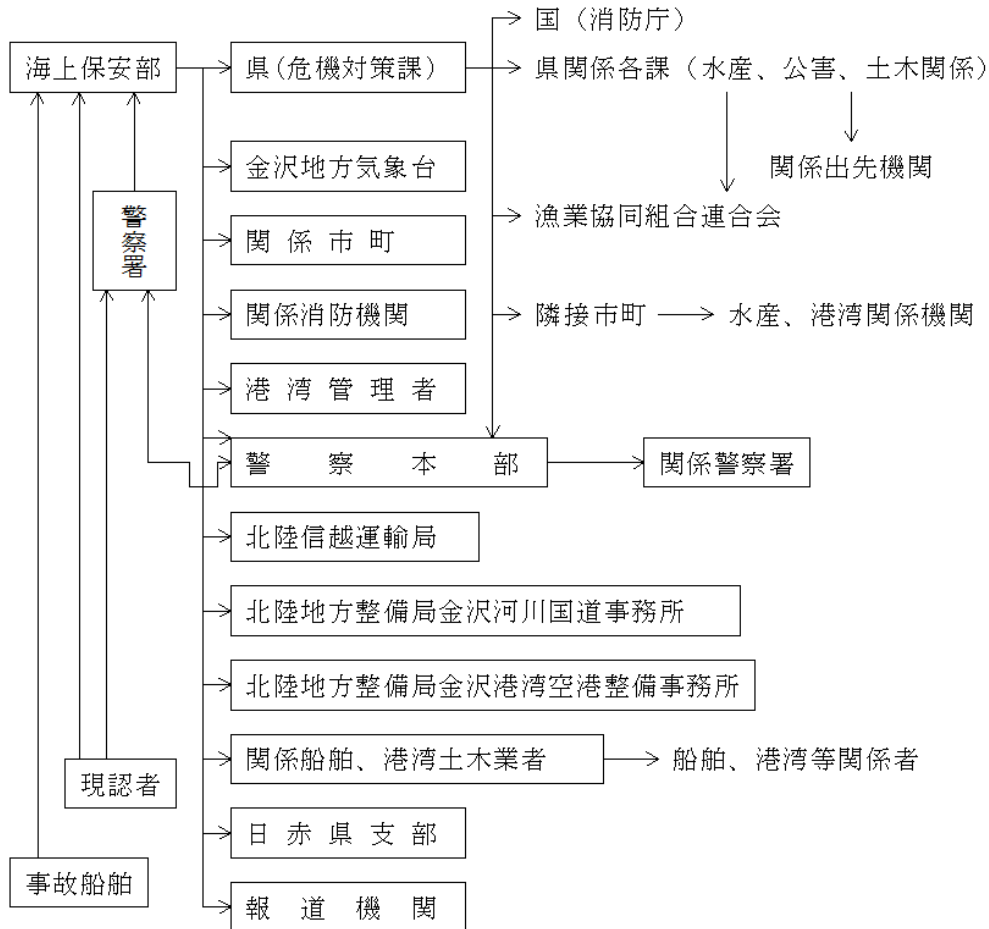 国（消防庁）
海上保安部
県(危機対策課)
県関係各課（水産、公害、土木関係）
金沢地方気象台
関係出先機関
警察署
関係市町
漁業協同組合連合会
関係消防機関
隣接市町
水産、港湾関係機関
港湾管理者
警察本部
関係警察署
北陸信越運輸局
北陸地方整備局金沢河川国道事務所
北陸地方整備局金沢港湾空港整備事務所
関係船舶、港湾土木業者
船舶、港湾等関係者
現認者
日赤県支部
事故船舶
報道機関